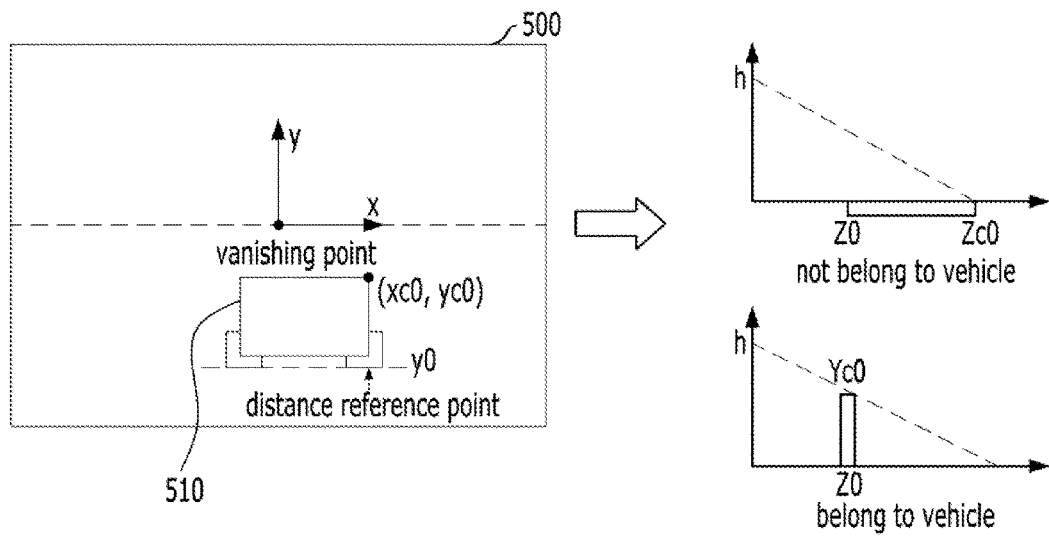 500
y
x
vanishing point
(xc0, yc0)
y0
distance reference point
510
h
Z0
Zc0
not belong to vehicle
h
Yc0
Z0
belong to vehicle